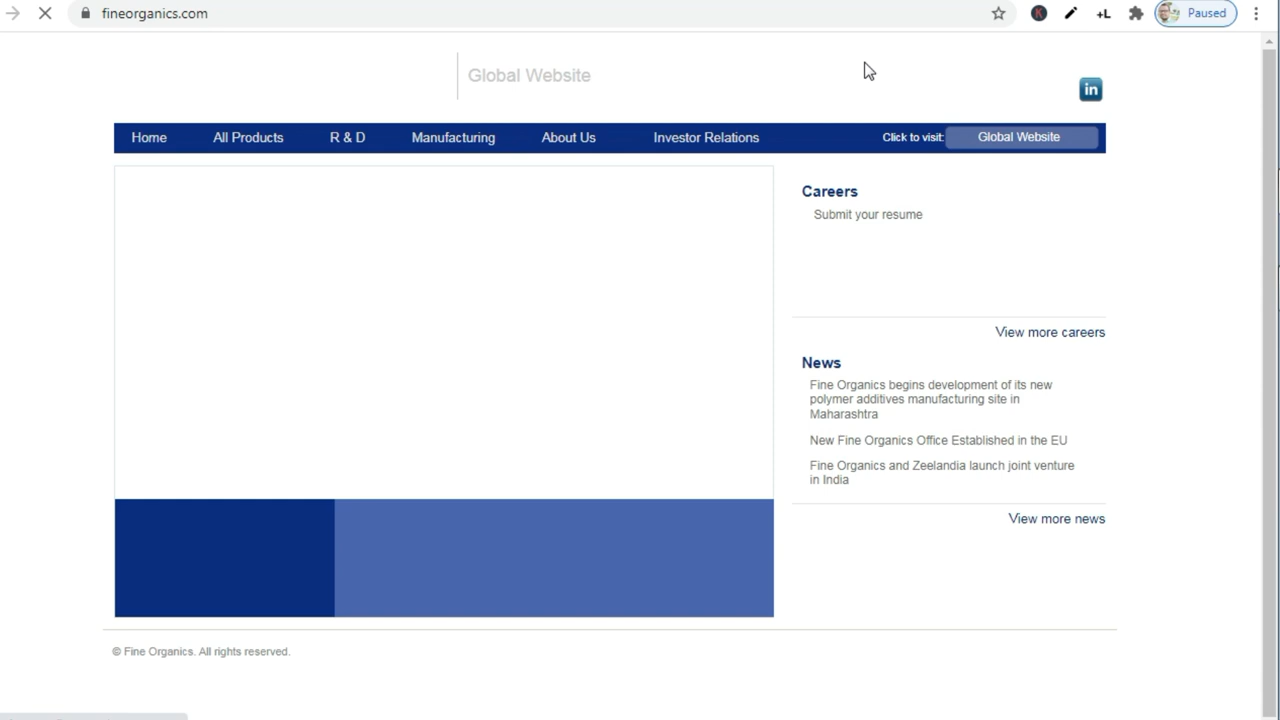 fineorganics.com
Paused
Global Website
in
Home All Products R & D Manufacturing About Us Investor Relations Click to visit: Global Website
Careers
Submit your resume
View more careers
News
Fine Organics begins development of its new
polymer additives manufacturing site in
Maharashtra
New Fine Organics Office Established in the EU
Fine Organics and Zeelandia launch joint venture
in India
View more news
© Fine Organics. All rights reserved.